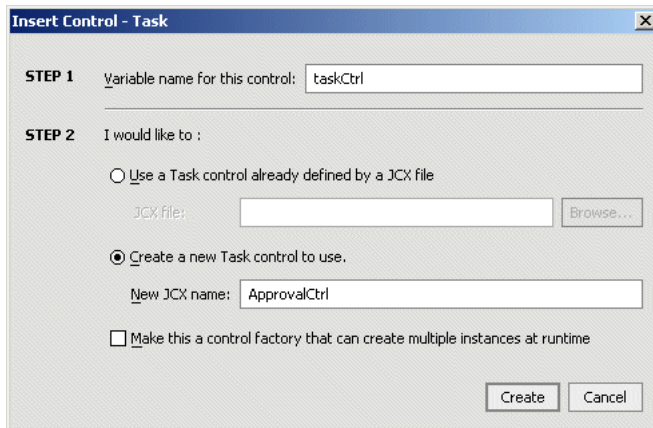 Insert Control - Task
STEP 1 Variable name for this control: taskCtrl
STEP 2 I would like to :
Use a Task control already defined by a JCX file
JCX file: Browse...
Create a new Task control to use.
New JCX name: ApprovalCtrl
Make this a control factory that can create multiple instances at runtime
Create Cancel